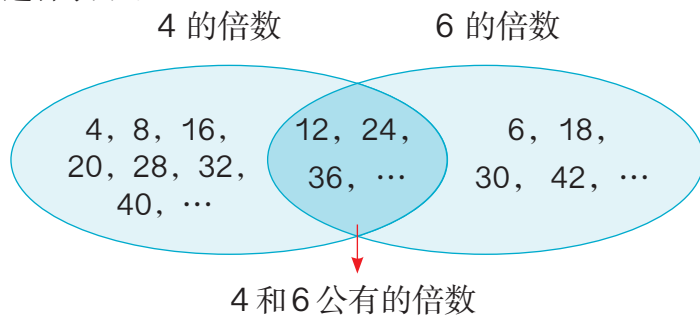 4 的倍数
6 的倍数
4, 8, 16,
20, 28, 32,
40, …
12, 24,
36, …
6, 18,
30, 42, …
4 和 6 公有的倍数